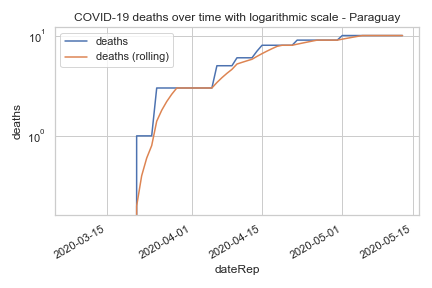 COVID-19 deaths over time with logarithmic scale - Paraguay
deaths
deaths (rolling)
10¹
10⁰
deaths
2020-03-15
2020-04-01
2020-04-15
2020-05-01
2020-05-15
dateRep